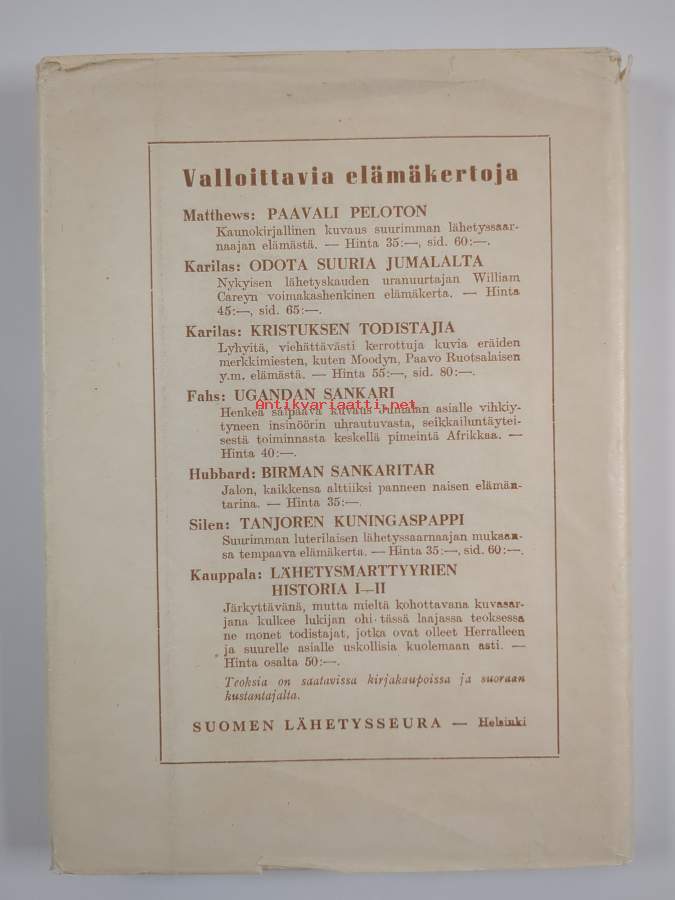 Valloittavia elämäkertoja
Matthews: PAAVALI PELOTON
Kaunokirjallinen kuvaus suurimman lähetyssaar-
naajan elämästä. — Hinta 35:—, sid. 60:—.
Karilas: ODOTA SUURIA JUMALALTA
Nykyisen lähetyskauden uranuurtajan William
Careyn voimakashenkinen elämäkerta. — Hinta
45:—, sid. 65:—.
Karilas: KRISTUKSEN TODISTAJIA
Lyhyitä, viehättävästi kerrottuja kuvia eräiden
merkkimiesten, kuten Moodyn, Paavo Ruotsalaisen
y.m. elämästä. — Hinta 55:—, sid. 80:—.
Fahs: UGANDAN SANKARI
Antikvariaatti.net
Henkeä salpaava kuvaus Jumalan asialle vihkiy-
tyneen insinöörin uhrautuvasta, seikkailuntäytei-
sestä toiminnasta keskellä pimeintä Afrikkaa. —
Hinta 40:—.
Hubbard: BIRMAN SANKARITAR
Jalon, kaikkensa alttiiksi panneen naisen elämän-
tarina. — Hinta 35:—.
Silen: TANJOREN KUNINGASPAPPI
Suurimman luterilaisen lähetyssaarnaajan mukaan-
sa tempaava elämäkerta. — Hinta 35:—, sid. 60:—.
Kauppala: LÄHETYSMARTTYYRIEN
HISTORIA I—II
Järkyttävänä, mutta mieltä kohottavana kuvasar-
jana kulkee lukijan ohi tässä laajassa teoksessa
ne monet todistajat, jotka ovat olleet Herralleen
ja suurelle asialle uskollisia kuolemaan asti. —
Hinta osalta 50:—.
Teoksia on saatavissa kirjakaupoissa ja suoraan
kustantajalta.
SUOMEN LÄHETYSSEURA — Helsinki